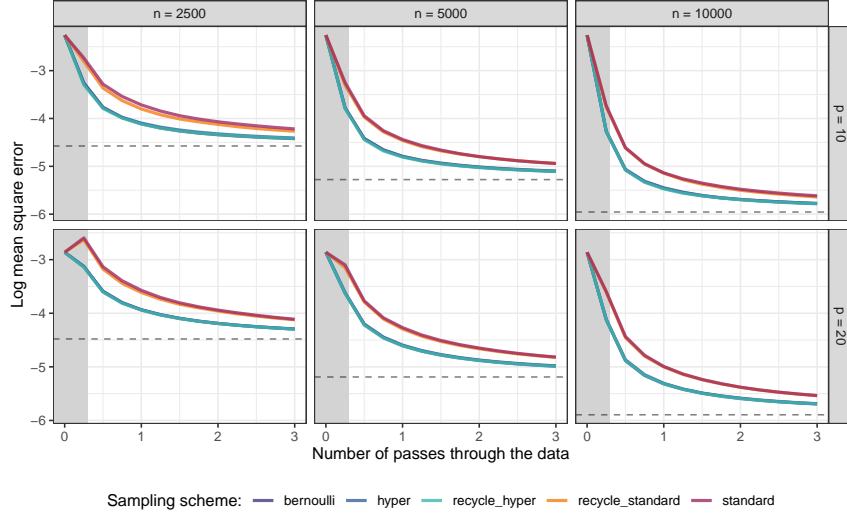 n = 2500 n = 5000 n = 10000
-3
-4
-5
-6
p = 10
-3
-4
-5
-6
p = 20
Log mean square error
0 1 2 3 0 1 2 3 0 1 2 3
Number of passes through the data
Sampling scheme: bernoulli hyper recycle_hyper recycle_standard standard